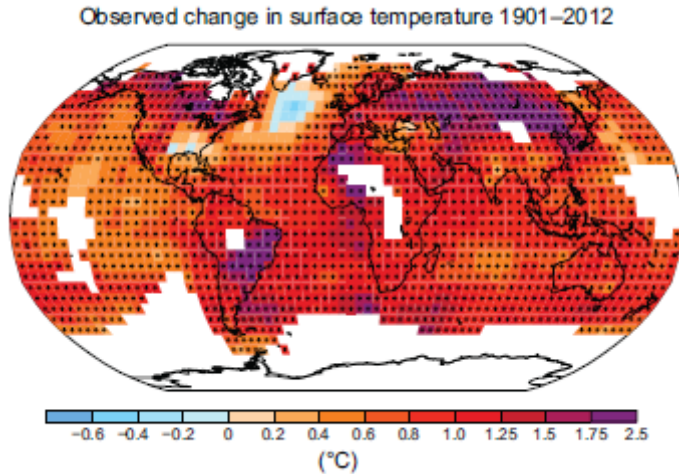 Observed change in surface temperature 1901–2012
−0.6 −0.4 −0.2 0 0.2 0.4 0.6 0.8 1.0 1.25 1.5 1.75 2.5
(°C)